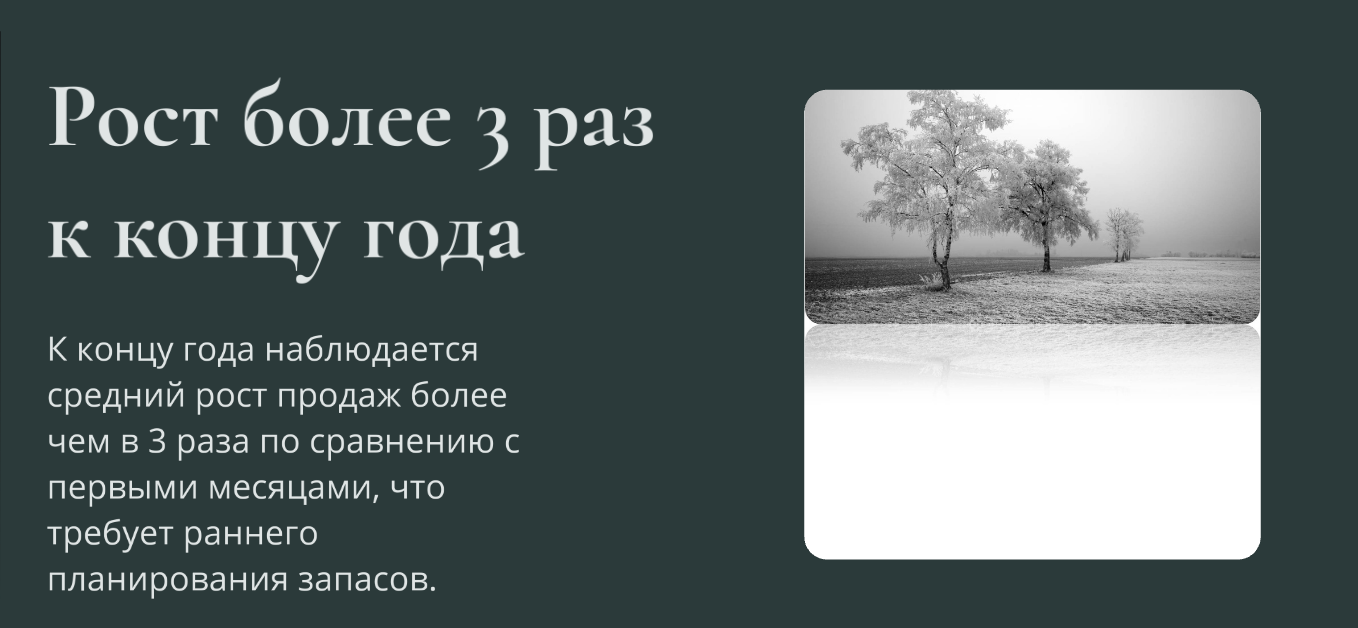 Рост более 3 раз
к концу года
К концу года наблюдается
средний рост продаж более
чем в 3 раза по сравнению с
первыми месяцами, что
требует раннего
планирования запасов.